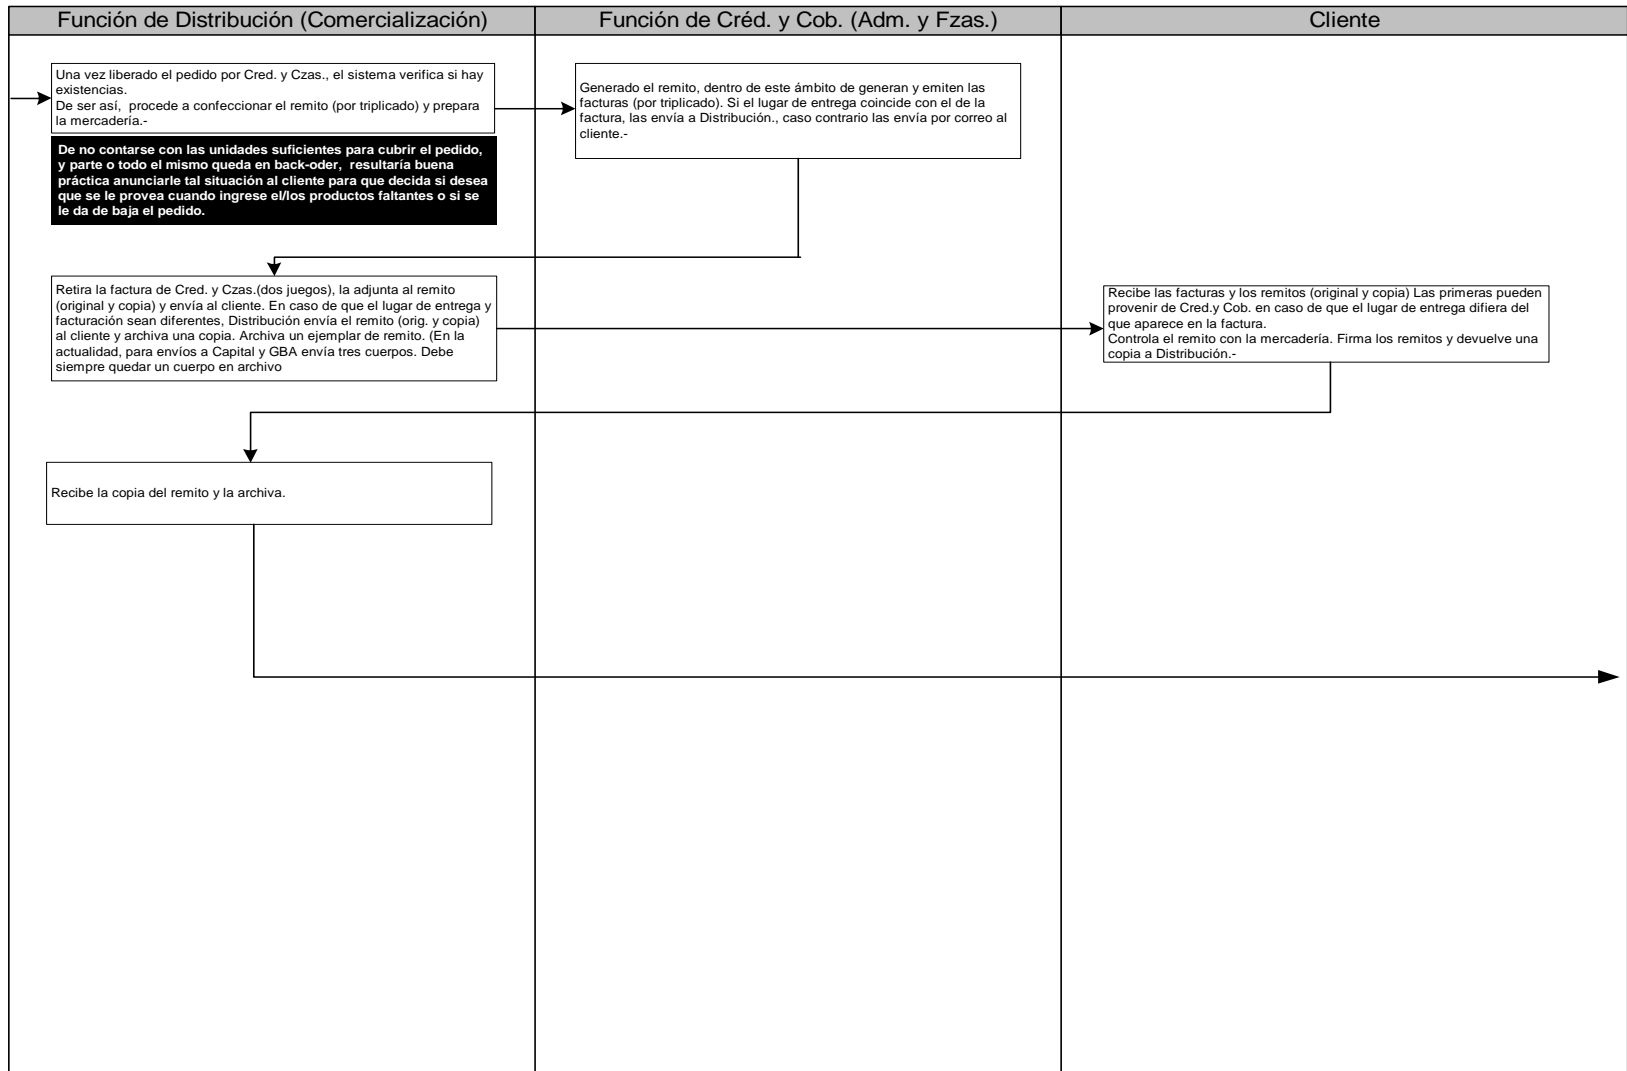 Función de Distribución (Comercialización)
Función de Créd. y Cob. (Adm. y Fzas.)
Cliente
Una vez liberado el pedido por Cred. y Czas., el sistema verifica si hay
existencias.
De ser así,  procede a confeccionar el remito (por triplicado) y prepara
la mercadería.-
De no contarse con las unidades suficientes para cubrir el pedido,
y parte o todo el mismo queda en back-oder,  resultaría buena
práctica anunciarle tal situación al cliente para que decida si desea
que se le provea cuando ingrese el/los productos faltantes o si se
le da de baja el pedido.
Generado el remito, dentro de este ámbito de generan y emiten las
facturas (por triplicado). Si el lugar de entrega coincide con el de la
factura, las envía a Distribución., caso contrario las envía por correo al
cliente.-
Retira la factura de Cred. y Czas.(dos juegos), la adjunta al remito
(original y copia) y envía al cliente. En caso de que el lugar de entrega y
facturación sean diferentes, Distribución envía el remito (orig. y copia)
al cliente y archiva una copia. Archiva un ejemplar de remito. (En la
actualidad, para envíos a Capital y GBA envía tres cuerpos. Debe
siempre quedar un cuerpo en archivo
Recibe las facturas y los remitos (original y copia) Las primeras pueden
provenir de Cred.y Cob. en caso de que el lugar de entrega difiera del
que aparece en la factura.
Controla el remito con la mercadería. Firma los remitos y devuelve una
copia a Distribución.-
Recibe la copia del remito y la archiva.